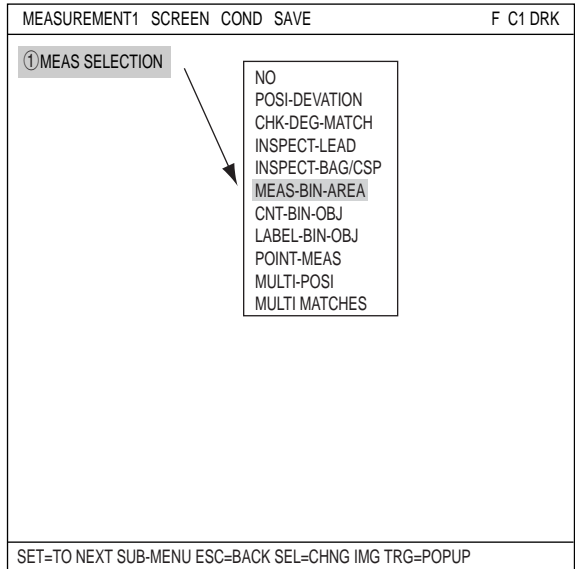 MEASUREMENT1 SCREEN COND SAVE F C1 DRK
①MEAS SELECTION
NO
POSI-DEVATION
CHK-DEG-MATCH
INSPECT-LEAD
INSPECT-BAG/CSP
MEAS-BIN-AREA
CNT-BIN-OBJ
LABEL-BIN-OBJ
POINT-MEAS
MULTI-POSI
MULTI MATCHES
SET=TO NEXT SUB-MENU ESC=BACK SEL=CHNG IMG TRG=POPUP